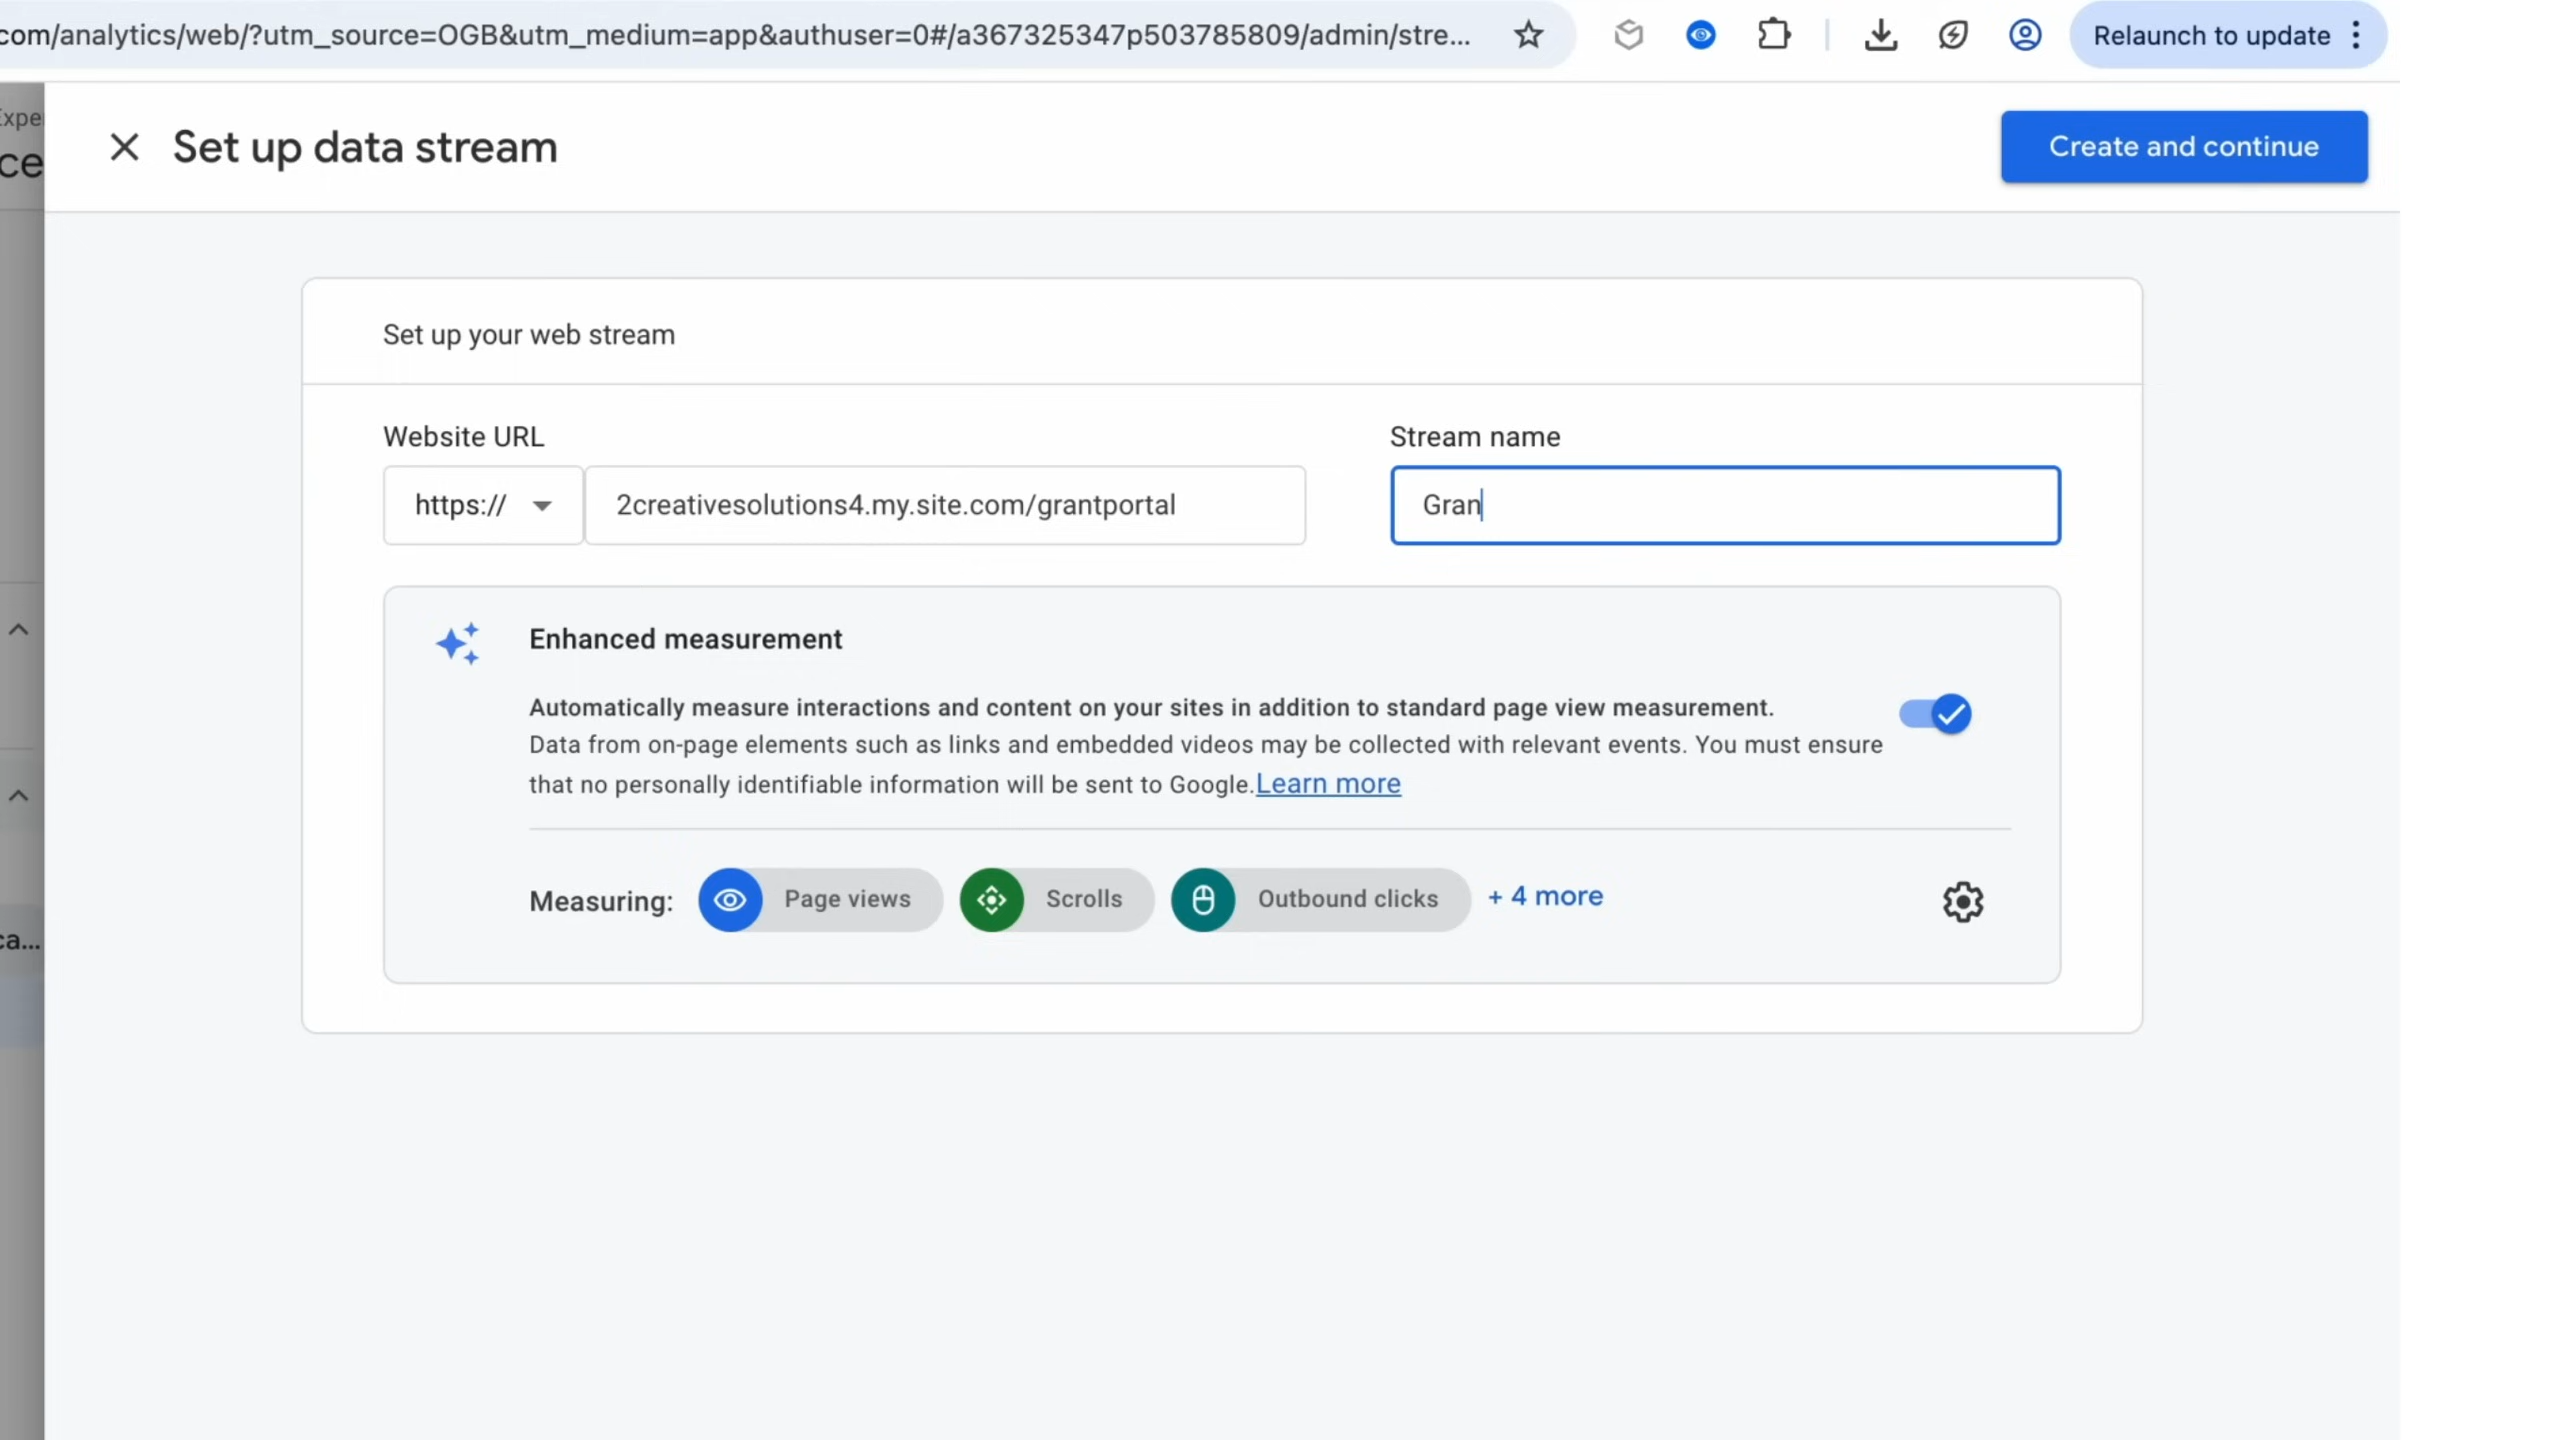 com/analytics/web/?utm_source=OGB&utm_medium=app&authuser=0#/a367325347p503785809/admin/stre...
Relaunch to update
Set up data stream
Create and continue
Set up your web stream
Website URL
Stream name
https://
2creativesolutions4.my.site.com/grantportal
Gran
Enhanced measurement
Automatically measure interactions and content on your sites in addition to standard page view measurement.
Data from on-page elements such as links and embedded videos may be collected with relevant events. You must ensure
that no personally identifiable information will be sent to Google.Learn more
Measuring:
Page views
Scrolls
Outbound clicks
+ 4 more